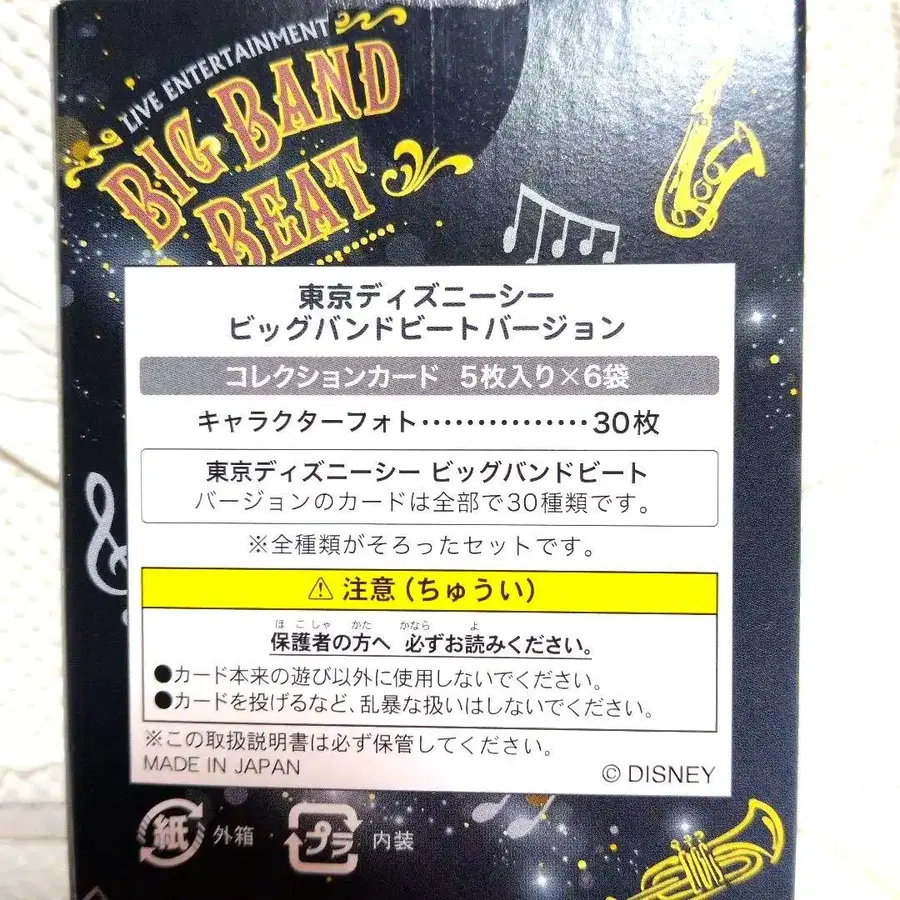 LIVE ENTERTAINMENT
BIG BAND
BEAT
東京ディズニーシー
ビッグバンドビートバージョン
コレクションカード 5枚入り×6袋
キャラクターフォト……………30枚
東京ディズニーシー ビッグバンドビート
バージョンのカードは全部で30種類です。
※全種類がそろったセットです。
⚠ 注意(ちゅうい)
ほごしゃ かた かなら よ
保護者の方へ 必ずお読みください。
●カード本来の遊び以外に使用しないでください。
●カードを投げるなど、乱暴な扱いはしないでください。
※この取扱説明書は必ず保管してください。
MADE IN JAPAN
© DISNEY
紙 外箱 プラ 内装